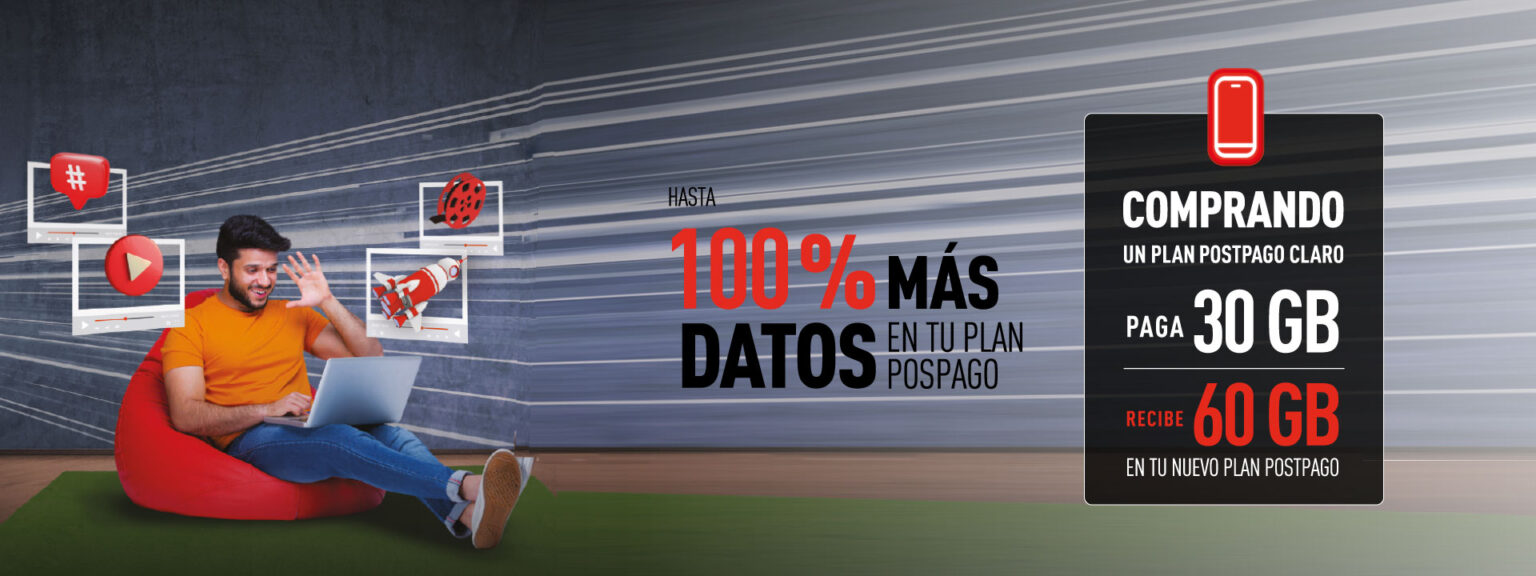 #
HASTA
100% MÁS
DATOS EN TU PLAN
POSPAGO
COMPRANDO
UN PLAN POSTPAGO CLARO
PAGA 30 GB
RECIBE 60 GB
EN TU NUEVO PLAN POSTPAGO